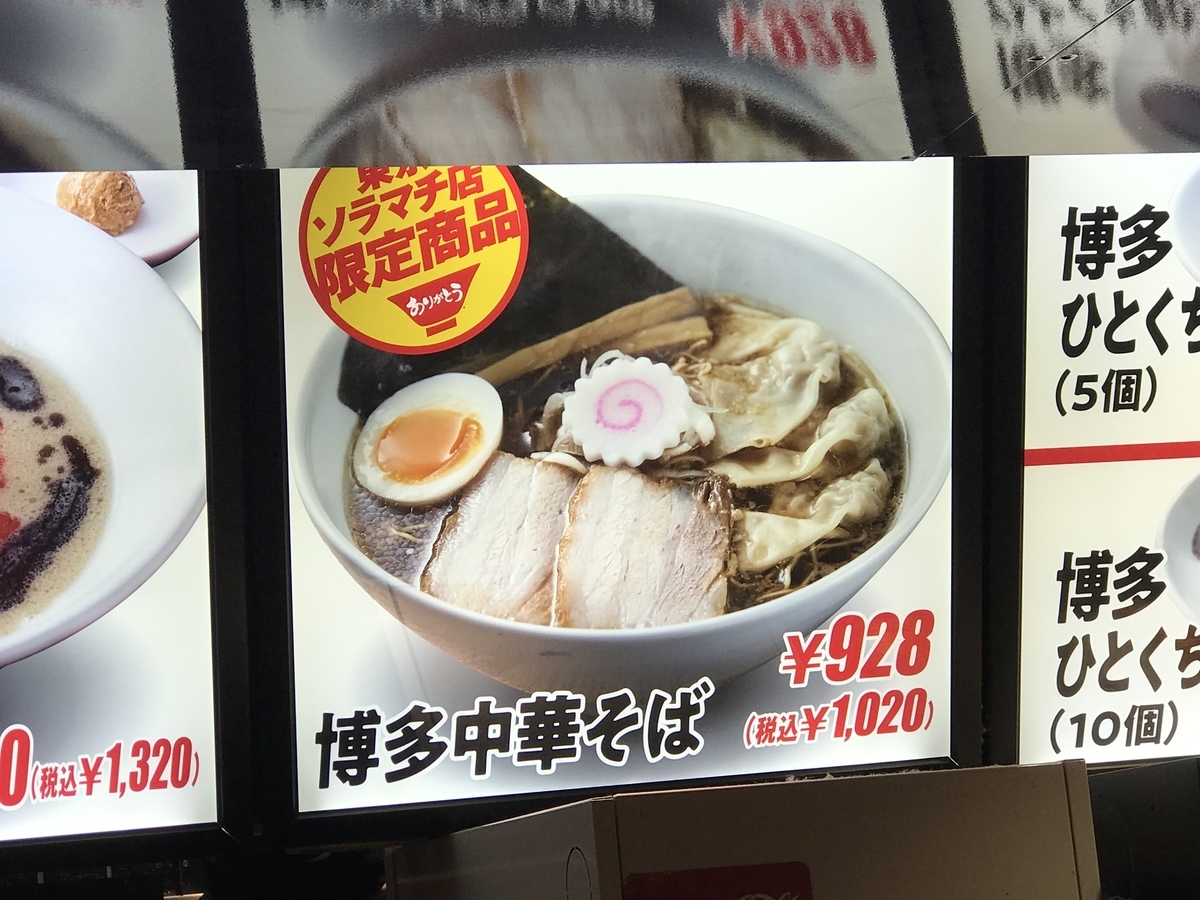 ソラマチ店
限定商品
ありがとう
¥928
(税込¥1,020)
博多中華そば
0(税込¥1,320)
博多
ひとくち
(5個)
博多
ひとくち
(10個)